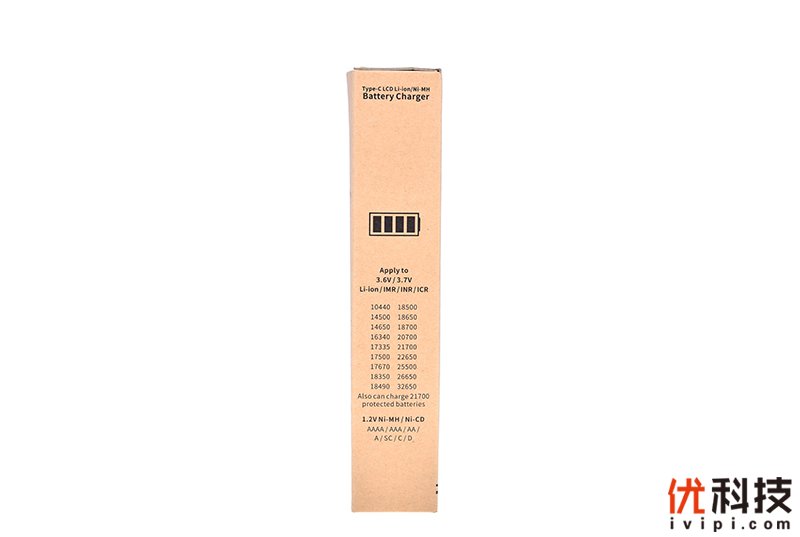 Type-C LCD Li-ion/Ni-MH
Battery Charger
Apply to
3.6V / 3.7V
Li-ion / IMR / INR / ICR
10440 18500
14500 18650
14650 18700
16340 20700
17335 21700
17500 22650
17670 25500
18350 26650
18490 32650
Also can charge 21700
protected batteries
1.2V Ni-MH / Ni-CD
AAAA / AAA / AA /
A / SC / C / D
优科技
ivipi.com